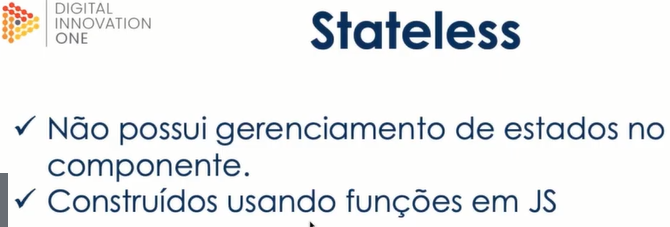 DIGITAL
INNOVATION
ONE
Stateless
✓ Não possui gerenciamento de estados no
componente.
✓ Construídos usando funções em JS